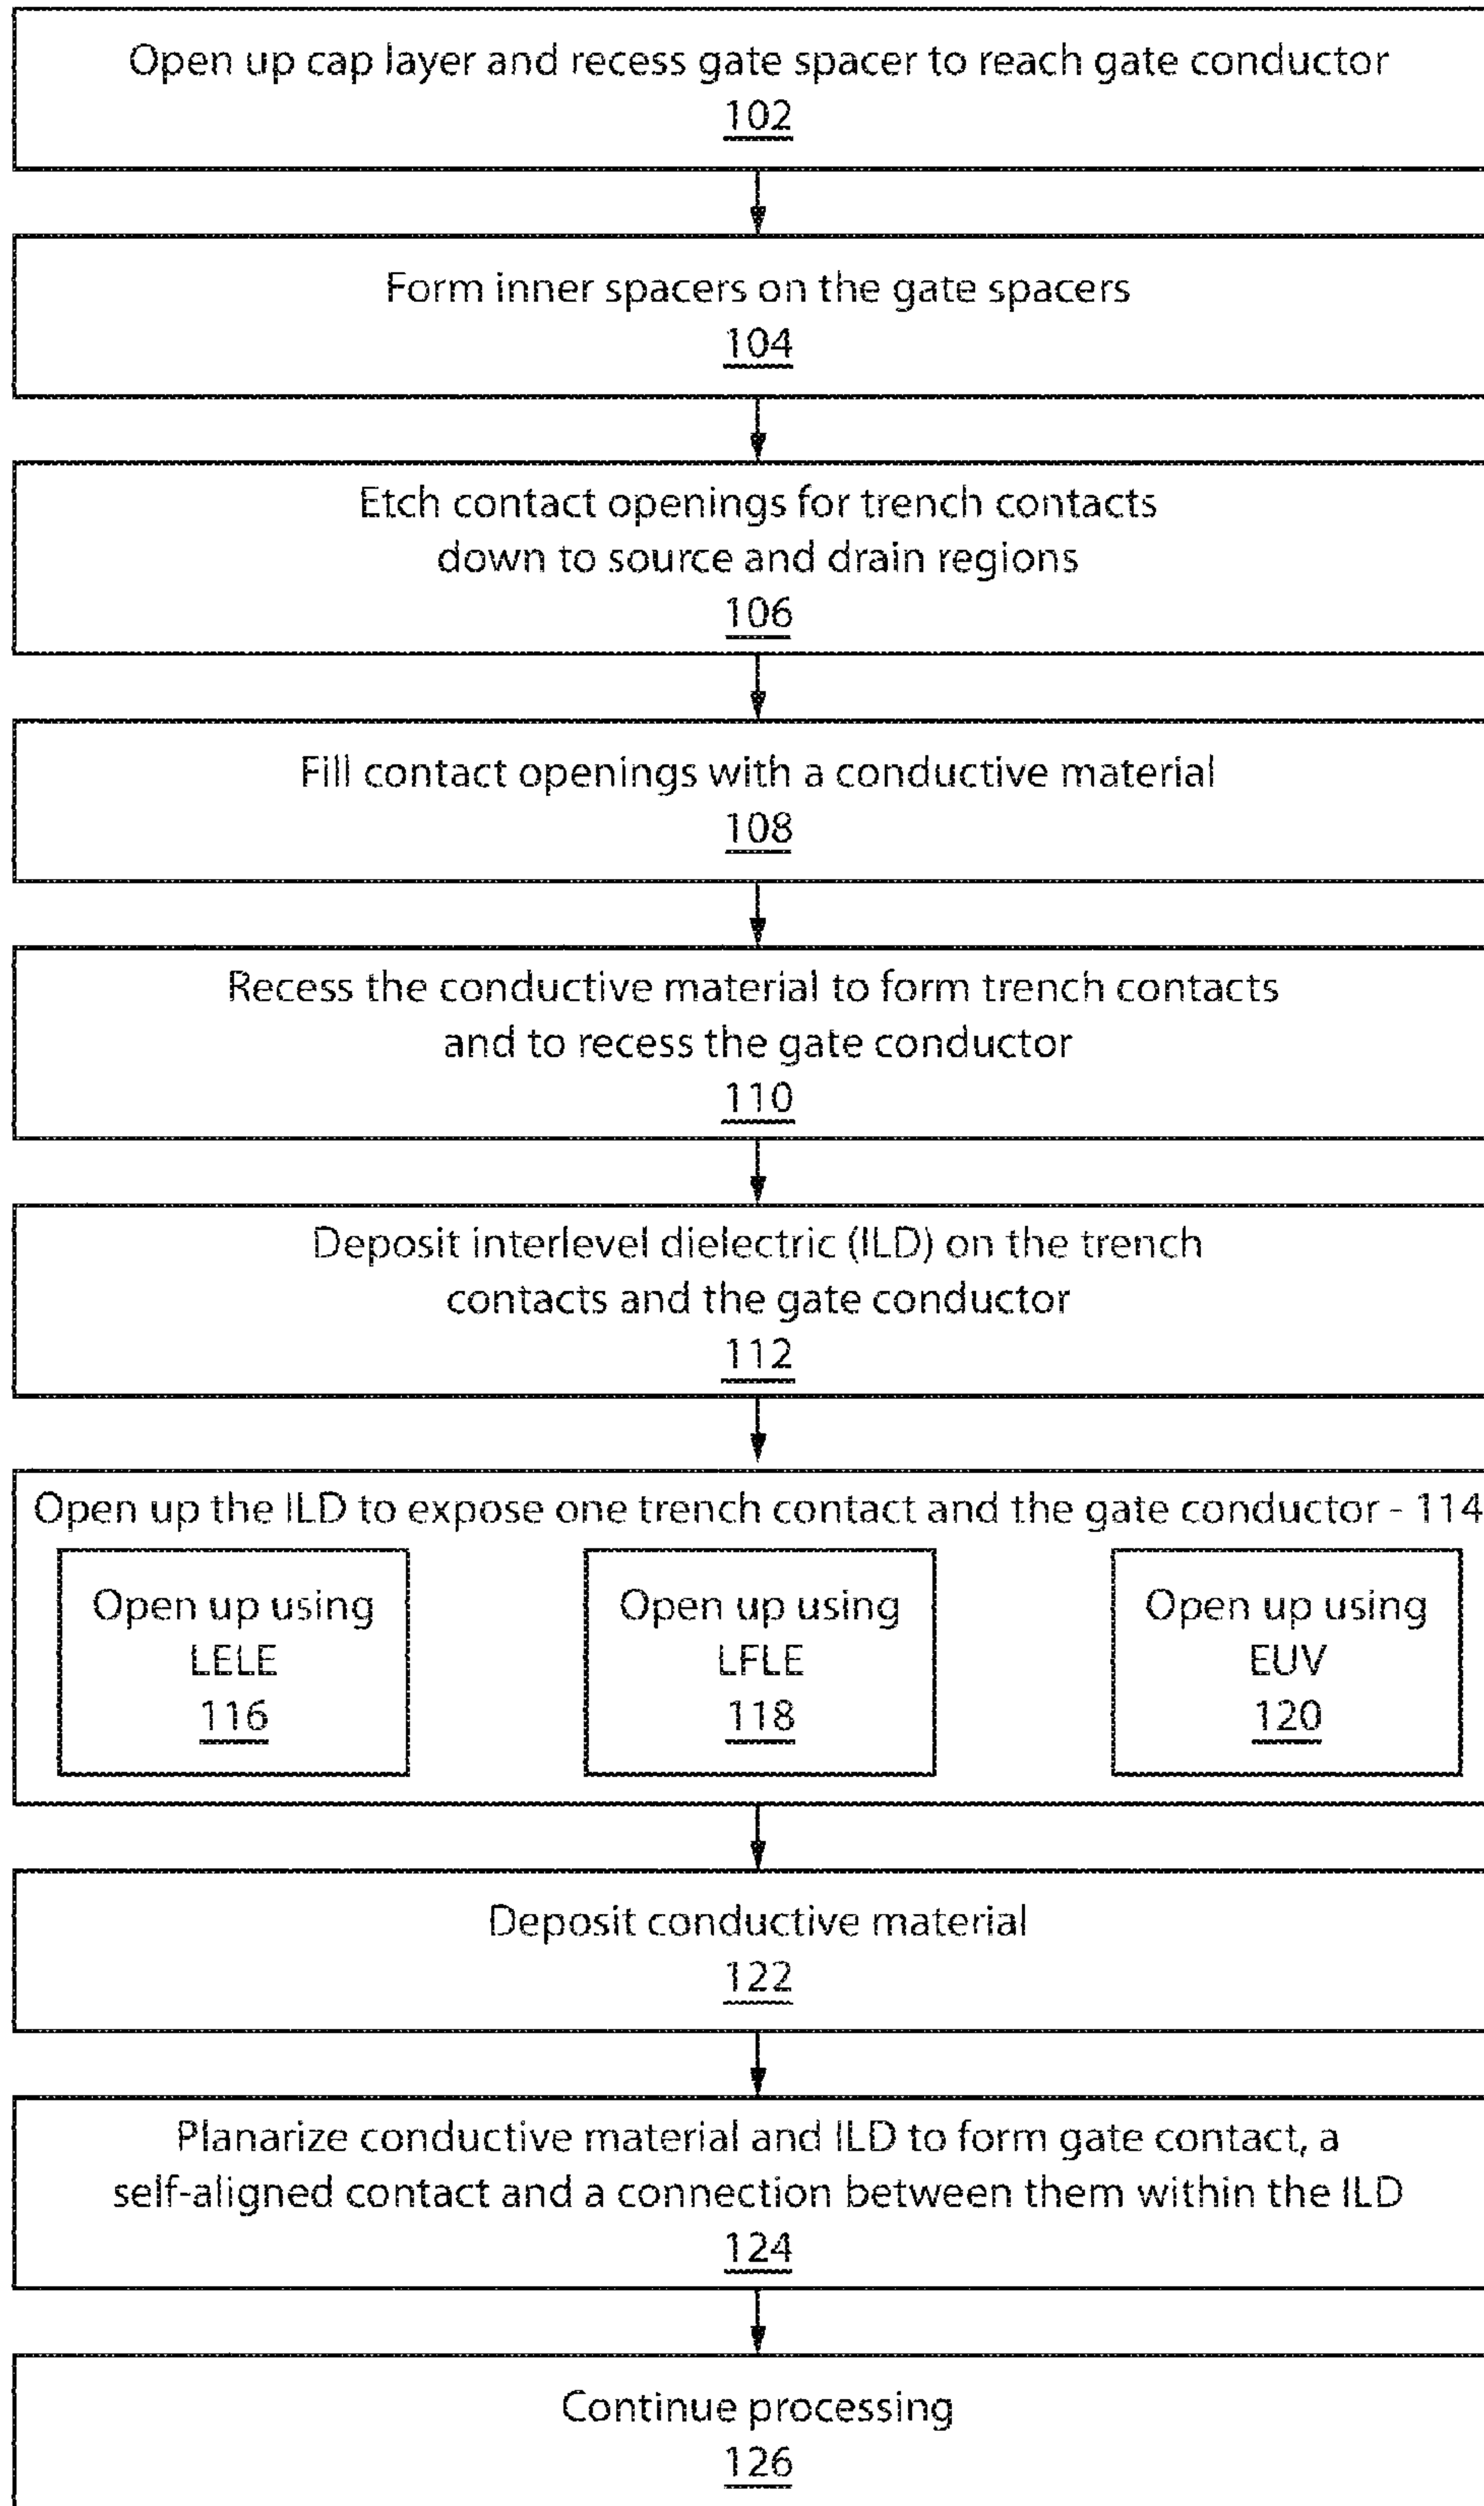 Open up cap layer and recess gate spacer to reach gate conductor
102
Form inner spacers on the gate spacers
104
Etch contact openings for trench contacts
down to source and drain regions
106
Fill contact openings with a conductive material
108
Recess the conductive material to form trench contacts
and to recess the gate conductor
110
Deposit interlevel dielectric (ILD) on the trench
contacts and the gate conductor
112
Open up the ILD to expose one trench contact and the gate conductor - 114
Open up using
LELE
116
Open up using
LFLE
118
Open up using
EUV
120
Deposit conductive material
122
Planarize conductive material and ILD to form gate contact, a
self-aligned contact and a connection between them within the ILD
124
Continue processing
126